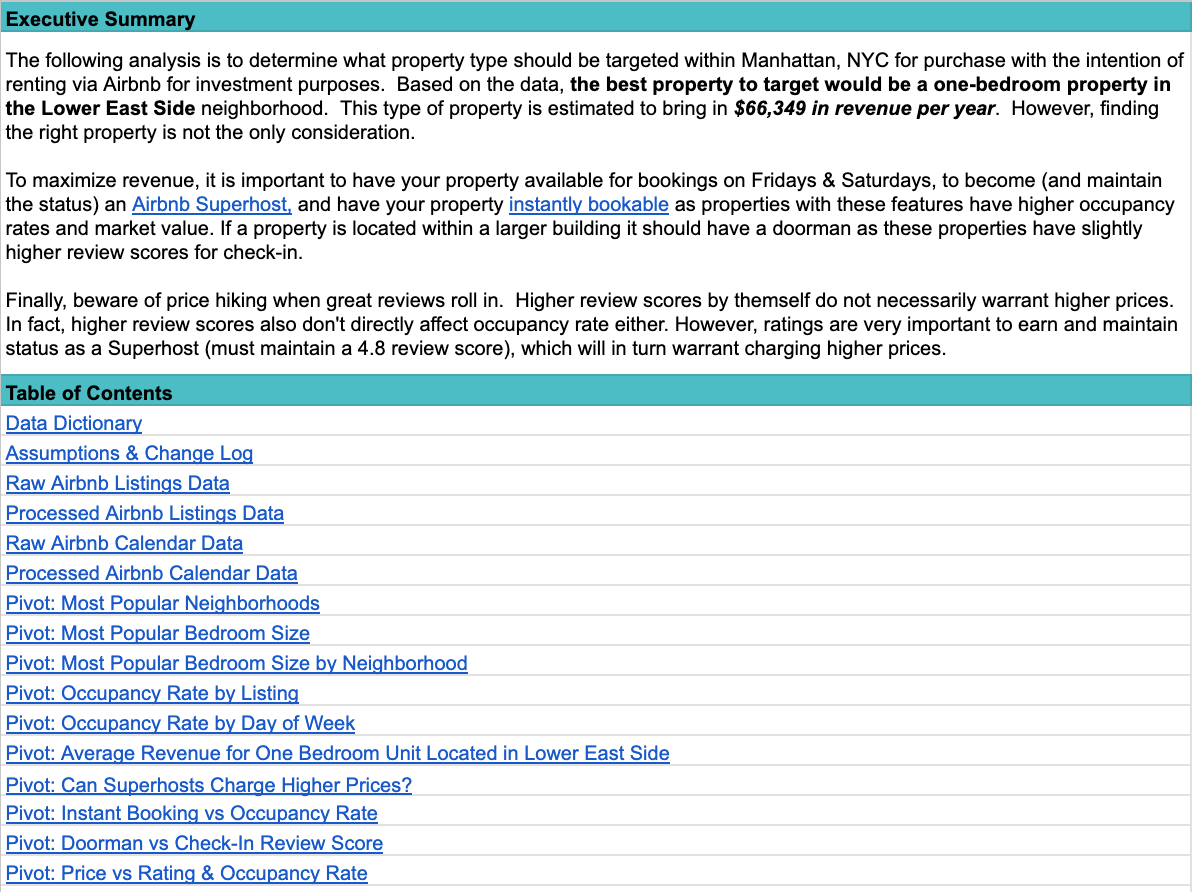 Executive Summary
The following analysis is to determine what property type should be targeted within Manhattan, NYC for purchase with the intention of
renting via Airbnb for investment purposes.  Based on the data, the best property to target would be a one-bedroom property in
the Lower East Side neighborhood.  This type of property is estimated to bring in $66,349 in revenue per year.  However, finding
the right property is not the only consideration.
To maximize revenue, it is important to have your property available for bookings on Fridays & Saturdays, to become (and maintain
the status) an Airbnb Superhost, and have your property instantly bookable as properties with these features have higher occupancy
rates and market value. If a property is located within a larger building it should have a doorman as these properties have slightly
higher review scores for check-in.
Finally, beware of price hiking when great reviews roll in.  Higher review scores by themself do not necessarily warrant higher prices.
In fact, higher review scores also don't directly affect occupancy rate either. However, ratings are very important to earn and maintain
status as a Superhost (must maintain a 4.8 review score), which will in turn warrant charging higher prices.
Table of Contents
Data Dictionary
Assumptions & Change Log
Raw Airbnb Listings Data
Processed Airbnb Listings Data
Raw Airbnb Calendar Data
Processed Airbnb Calendar Data
Pivot: Most Popular Neighborhoods
Pivot: Most Popular Bedroom Size
Pivot: Most Popular Bedroom Size by Neighborhood
Pivot: Occupancy Rate by Listing
Pivot: Occupancy Rate by Day of Week
Pivot: Average Revenue for One Bedroom Unit Located in Lower East Side
Pivot: Can Superhosts Charge Higher Prices?
Pivot: Instant Booking vs Occupancy Rate
Pivot: Doorman vs Check-In Review Score
Pivot: Price vs Rating & Occupancy Rate